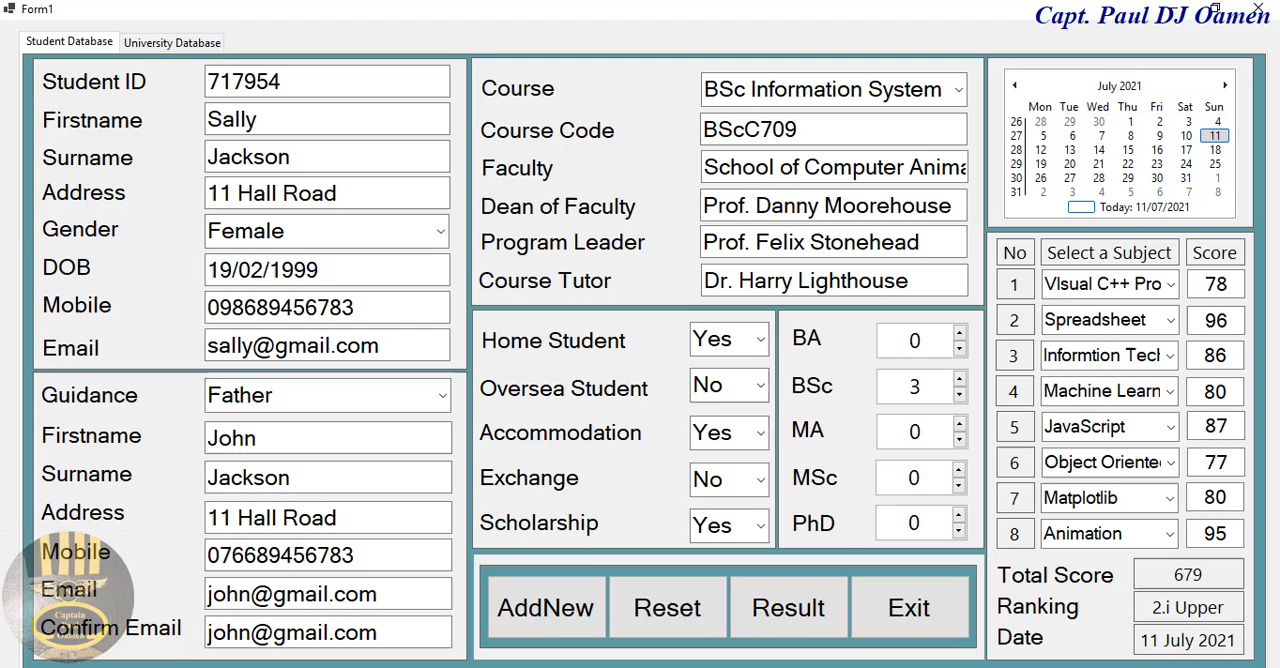 Form1
Capt. Paul DJ Oamen
Student Database
University Database
Student ID 717954
Firstname Sally
Surname Jackson
Address 11 Hall Road
Gender Female
DOB 19/02/1999
Mobile 098689456783
Email sally@gmail.com
Guidance Father
Firstname John
Surname Jackson
Address 11 Hall Road
Mobile 076689456783
Email john@gmail.com
Confirm Email john@gmail.com
Captain
Oamen
Course BSc Information System
Course Code BScC709
Faculty School of Computer Anima
Dean of Faculty Prof. Danny Moorehouse
Program Leader Prof. Felix Stonehead
Course Tutor Dr. Harry Lighthouse
Home Student Yes
Oversea Student No
Accommodation Yes
Exchange No
Scholarship Yes
BA 0
BSc 3
MA 0
MSc 0
PhD 0
AddNew Reset Result Exit
July 2021
Mon Tue Wed Thu Fri Sat Sun
26 28 29 30 1 2 3 4
27 5 6 7 8 9 10 11
28 12 13 14 15 16 17 18
29 19 20 21 22 23 24 25
30 26 27 28 29 30 31 1
31 2 3 4 5 6 7 8
Today: 11/07/2021
No Select a Subject Score
1 VIsual C++ Pro 78
2 Spreadsheet 96
3 Informtion Tech 86
4 Machine Learn 80
5 JavaScript 87
6 Object Oriente 77
7 Matplotlib 80
8 Animation 95
Total Score 679
Ranking 2.i Upper
Date 11 July 2021